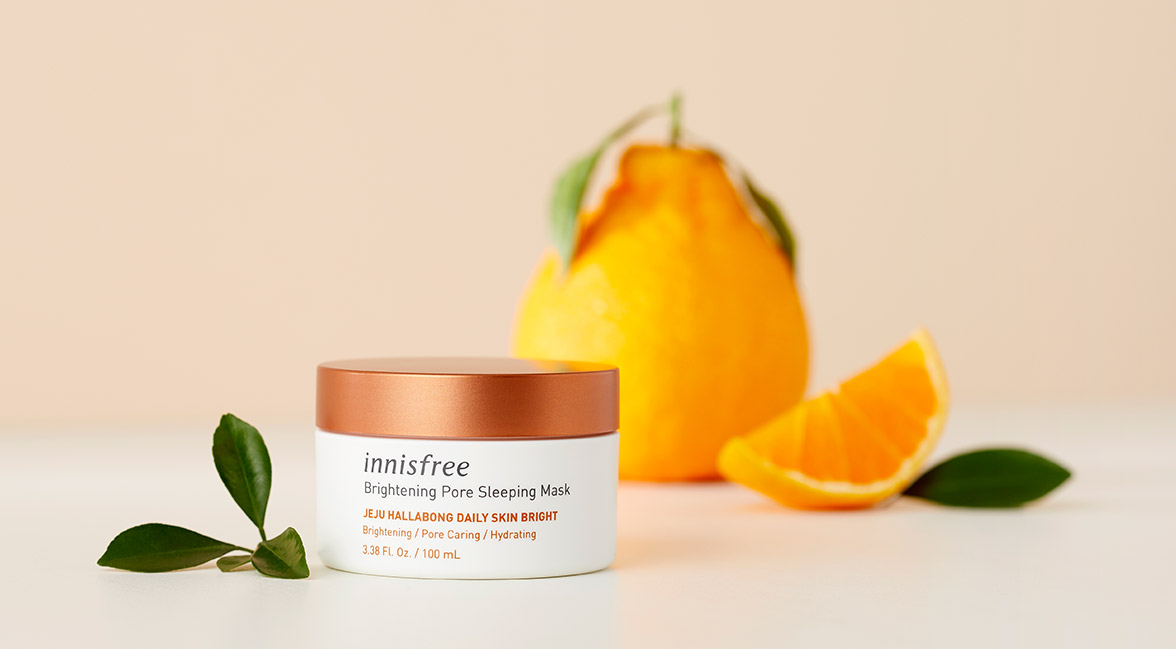 innisfree
Brightening Pore Sleeping Mask
JEJU HALLABONG DAILY SKIN BRIGHT
Brightening / Pore Caring / Hydrating
3.38 Fl. Oz. / 100 mL